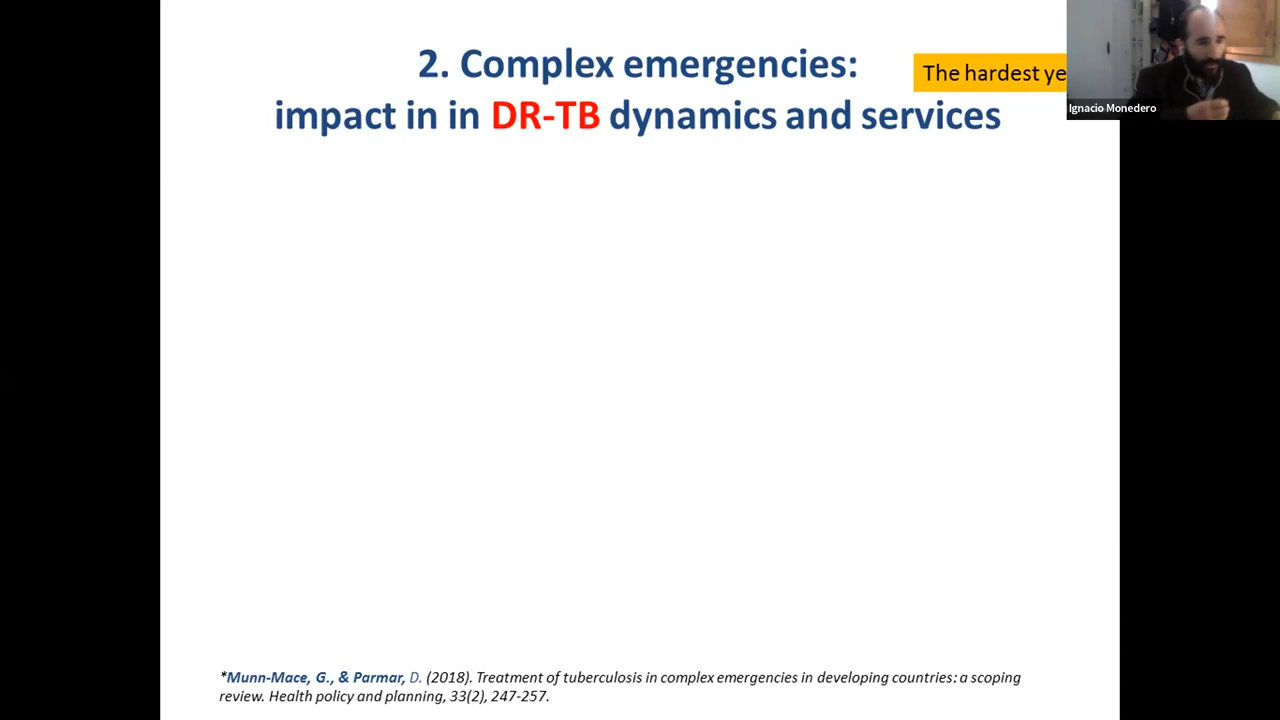 2. Complex emergencies:
The hardest ye
impact in in DR-TB dynamics and services
Ignacio Monedero
*Munn-Mace, G., & Parmar, D. (2018). Treatment of tuberculosis in complex emergencies in developing countries: a scoping
review. Health policy and planning, 33(2), 247-257.